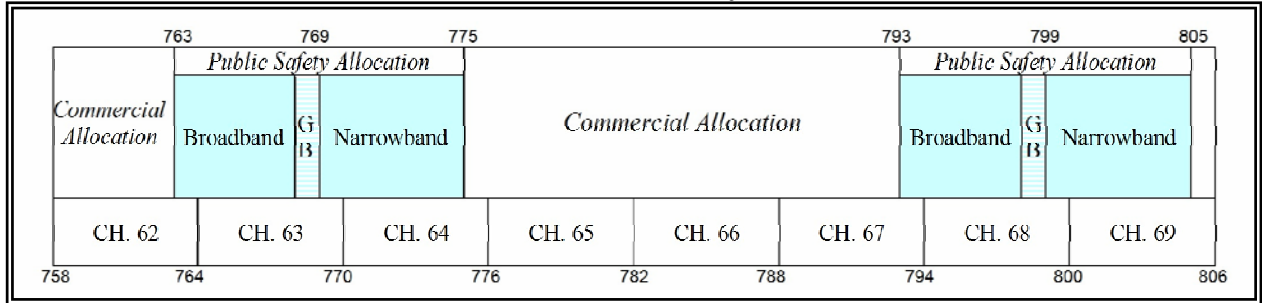 763 769 775 793 799 805
Public Safety Allocation Public Safety Allocation
Commercial Allocation
Broadband
G B
Narrowband
Commercial Allocation
Broadband
G B
Narrowband
CH. 62 CH. 63 CH. 64 CH. 65 CH. 66 CH. 67 CH. 68 CH. 69
758 764 770 776 782 788 794 800 806